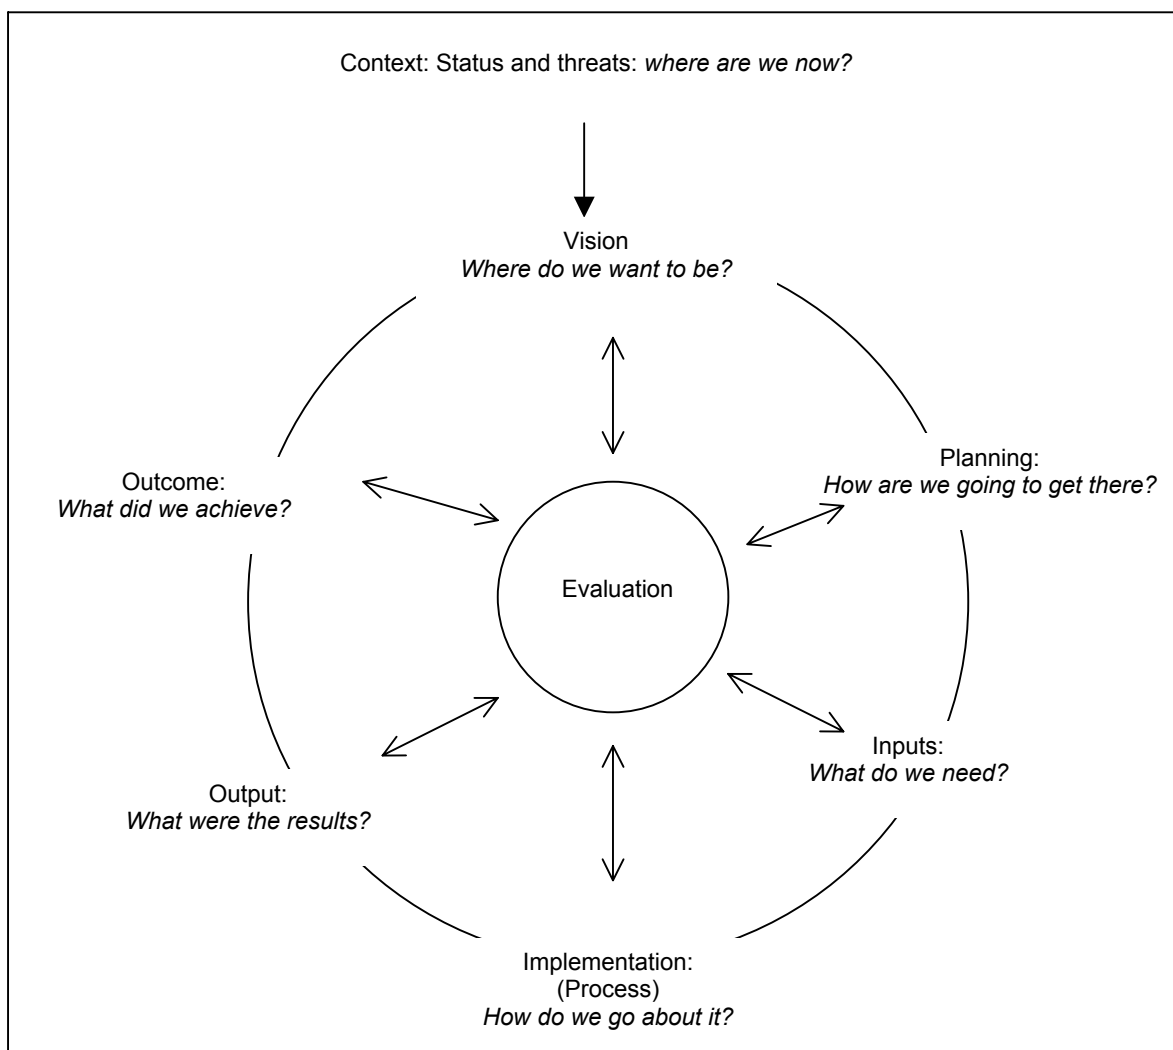 Context: Status and threats: where are we now?
Vision
Where do we want to be?
Planning:
How are we going to get there?
Outcome:
What did we achieve?
Evaluation
Inputs:
What do we need?
Output:
What were the results?
Implementation:
(Process)
How do we go about it?